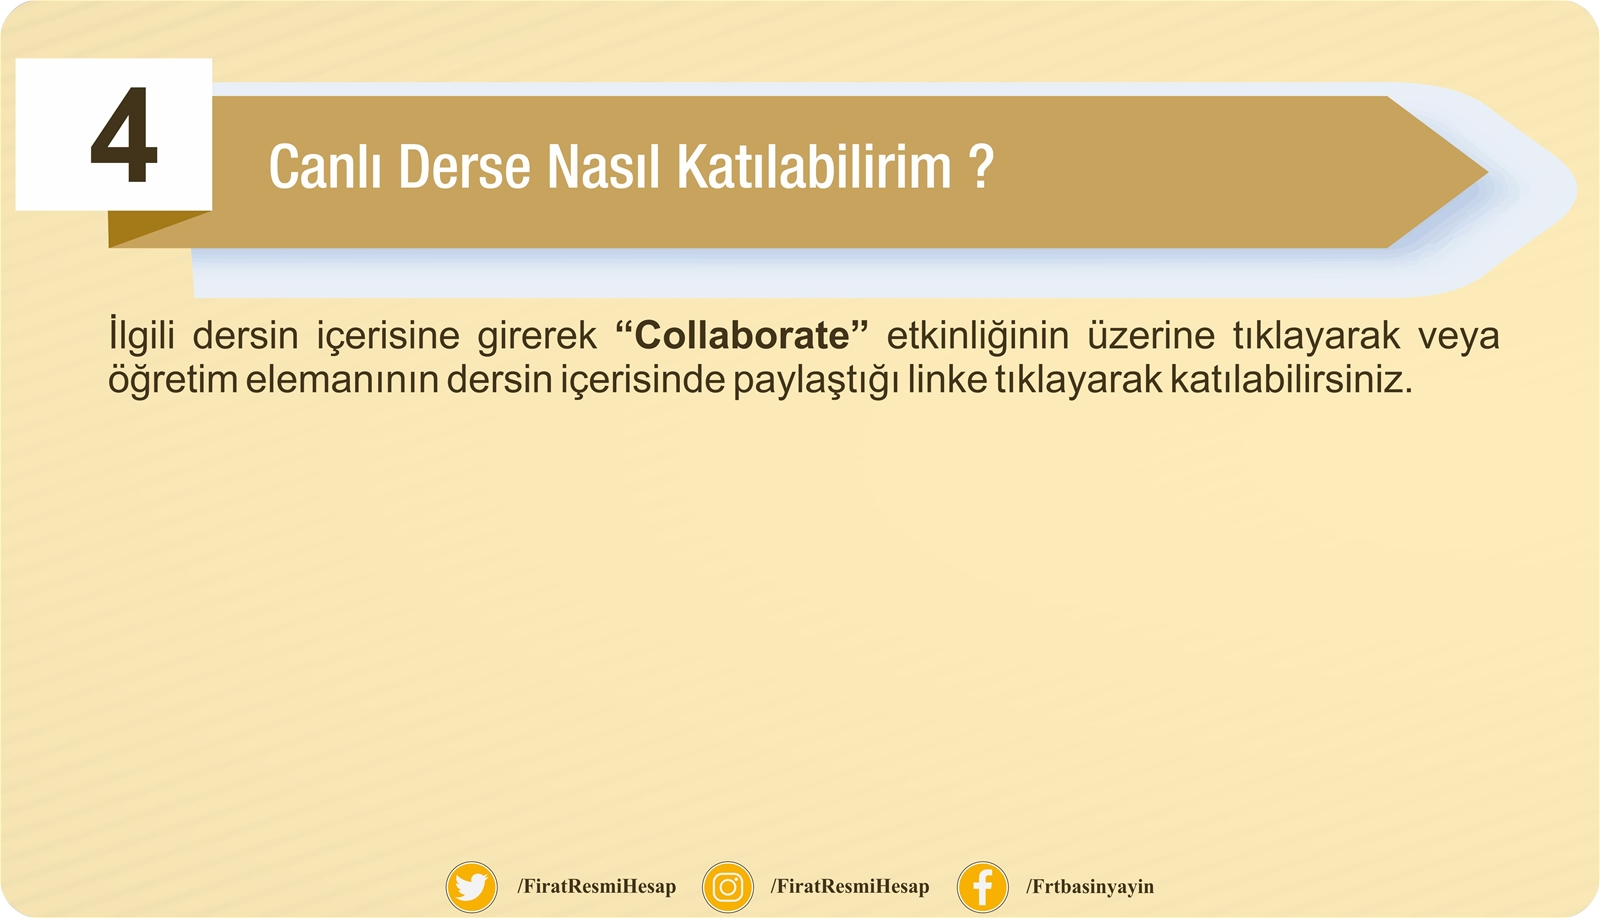 4
Canlı Derse Nasıl Katılabilirim ?
İlgili dersin içerisine girerek “Collaborate” etkinliğinin üzerine tıklayarak veya
öğretim elemanının dersin içerisinde paylaştığı linke tıklayarak katılabilirsiniz.
/FiratResmiHesap /FiratResmiHesap /Frtbasinyayin